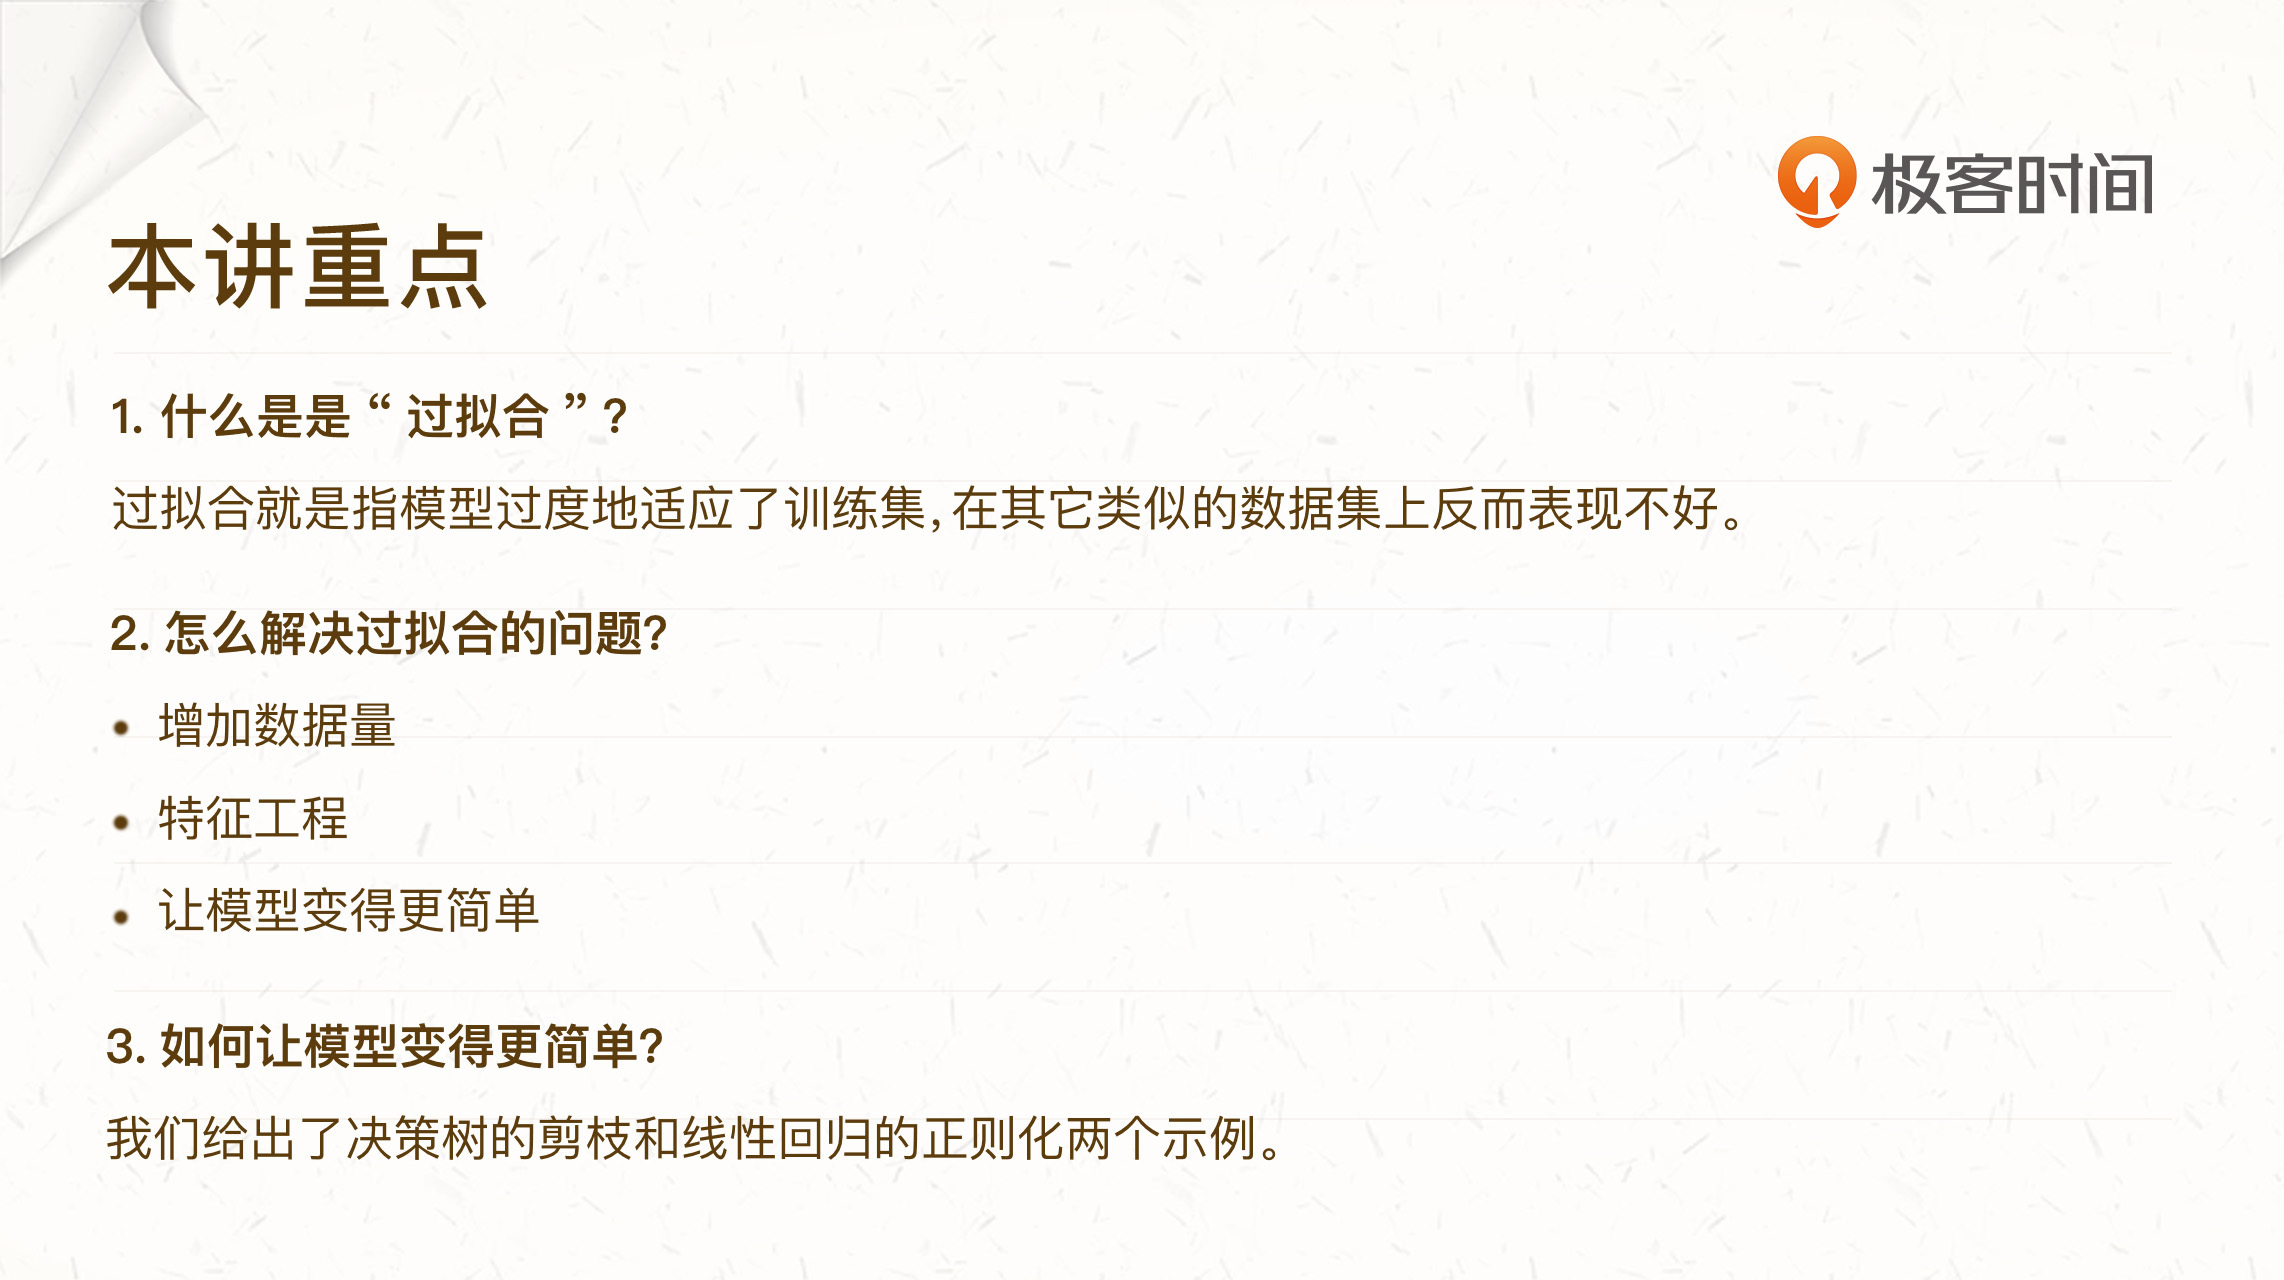 极客时间
本讲重点
1. 什么是是“过拟合”?
过拟合就是指模型过度地适应了训练集,在其它类似的数据集上反而表现不好。
2. 怎么解决过拟合的问题?
• 增加数据量
• 特征工程
• 让模型变得更简单
3. 如何让模型变得更简单?
我们给出了决策树的剪枝和线性回归的正则化两个示例。